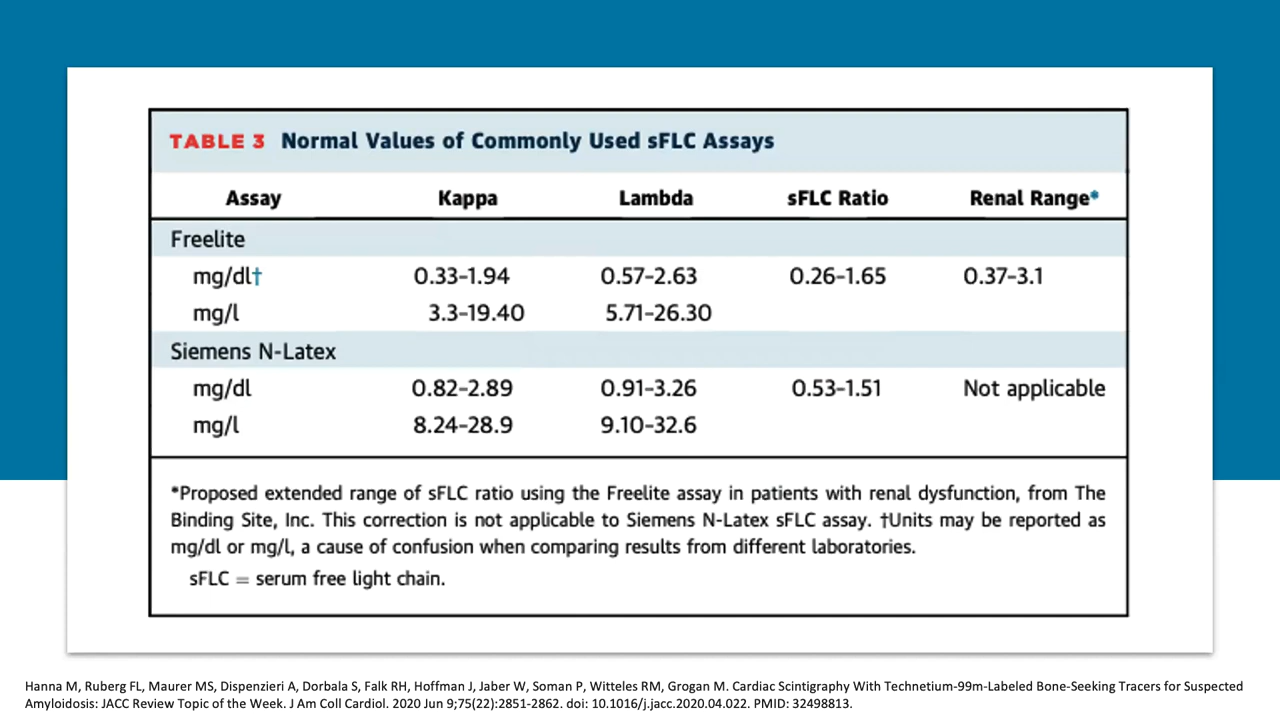 TABLE 3 Normal Values of Commonly Used sFLC Assays
Assay Kappa Lambda sFLC Ratio Renal Range*
Freelite
mg/dl† 0.33–1.94 0.57–2.63 0.26–1.65 0.37–3.1
mg/l 3.3–19.40 5.71–26.30
Siemens N-Latex
mg/dl 0.82–2.89 0.91–3.26 0.53–1.51 Not applicable
mg/l 8.24–28.9 9.10–32.6
*Proposed extended range of sFLC ratio using the Freelite assay in patients with renal dysfunction, from The
Binding Site, Inc. This correction is not applicable to Siemens N-Latex sFLC assay. †Units may be reported as
mg/dl or mg/l, a cause of confusion when comparing results from different laboratories.
sFLC = serum free light chain.
Hanna M, Ruberg FL, Maurer MS, Dispenzieri A, Dorbala S, Falk RH, Hoffman J, Jaber W, Soman P, Witteles RM, Grogan M. Cardiac Scintigraphy With Technetium-99m-Labeled Bone-Seeking Tracers for Suspected
Amyloidosis: JACC Review Topic of the Week. J Am Coll Cardiol. 2020 Jun 9;75(22):2851-2862. doi: 10.1016/j.jacc.2020.04.022. PMID: 32498813.